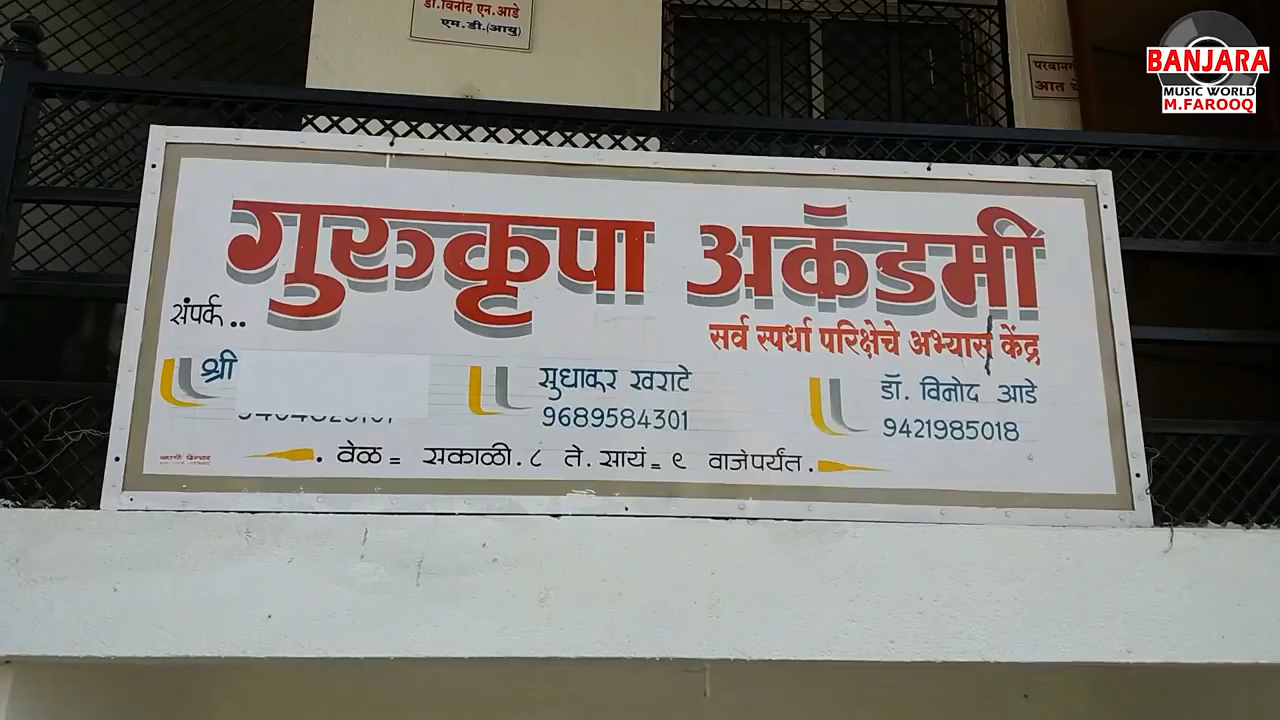 डॉ.विनोद एन.आडे
एम.डी.(आयु)
BANJARA
MUSIC WORLD
M.FAROOQ
आत
गुरुकृपा अकॅडमी
सर्व स्पर्धा परिक्षेचे अभ्यास केंद्र
संपर्क..
श्री
सुधाकर खराटे
9689584301
डॉ. विनोद आडे
9421985018
. वेळ = सकाळी. ८ ते. सायं = ९ वाजेपर्यंत.